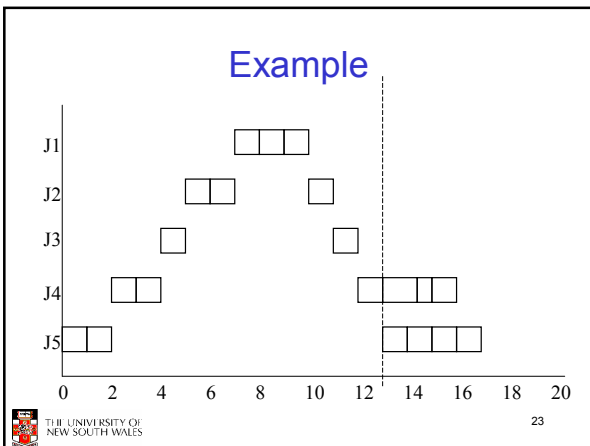 Example
J1
J2
J3
J4
J5
0 2 4 6 8 10 12 14 16 18 20
THE UNIVERSITY OF
NEW SOUTH WALES
23